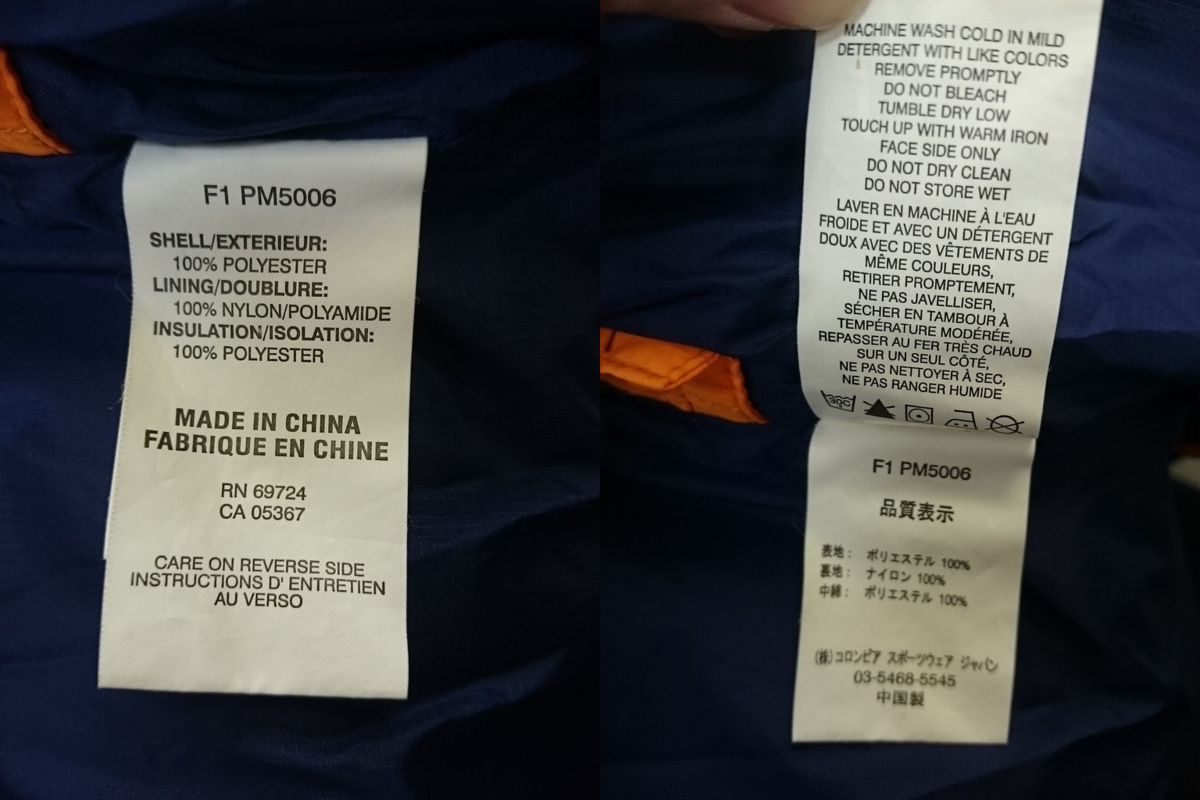 F1 PM5006
SHELL/EXTERIEUR:
100% POLYESTER
LINING/DOUBLURE:
100% NYLON/POLYAMIDE
INSULATION/ISOLATION:
100% POLYESTER
MADE IN CHINA
FABRIQUE EN CHINE
RN 69724
CA 05367
CARE ON REVERSE SIDE
INSTRUCTIONS D' ENTRETIEN
AU VERSO
MACHINE WASH COLD IN MILD
DETERGENT WITH LIKE COLORS
REMOVE PROMPTLY
DO NOT BLEACH
TUMBLE DRY LOW
TOUCH UP WITH WARM IRON
FACE SIDE ONLY
DO NOT DRY CLEAN
DO NOT STORE WET
LAVER EN MACHINE À L'EAU
FROIDE ET AVEC UN DÉTERGENT
DOUX AVEC DES VÊTEMENTS DE
MÊME COULEURS,
RETIRER PROMPTEMENT,
NE PAS JAVELLISER,
SÉCHER EN TAMBOUR À
TEMPÉRATURE MODÉRÉE,
REPASSER AU FER TRÈS CHAUD
SUR UN SEUL CÔTÉ,
NE PAS NETTOYER À SEC,
NE PAS RANGER HUMIDE
30C
F1 PM5006
品質表示
表地: ポリエステル 100%
裏地: ナイロン 100%
中綿: ポリエステル 100%
(株)コロンビア スポーツウェア ジャパン
03-5468-5545
中国製